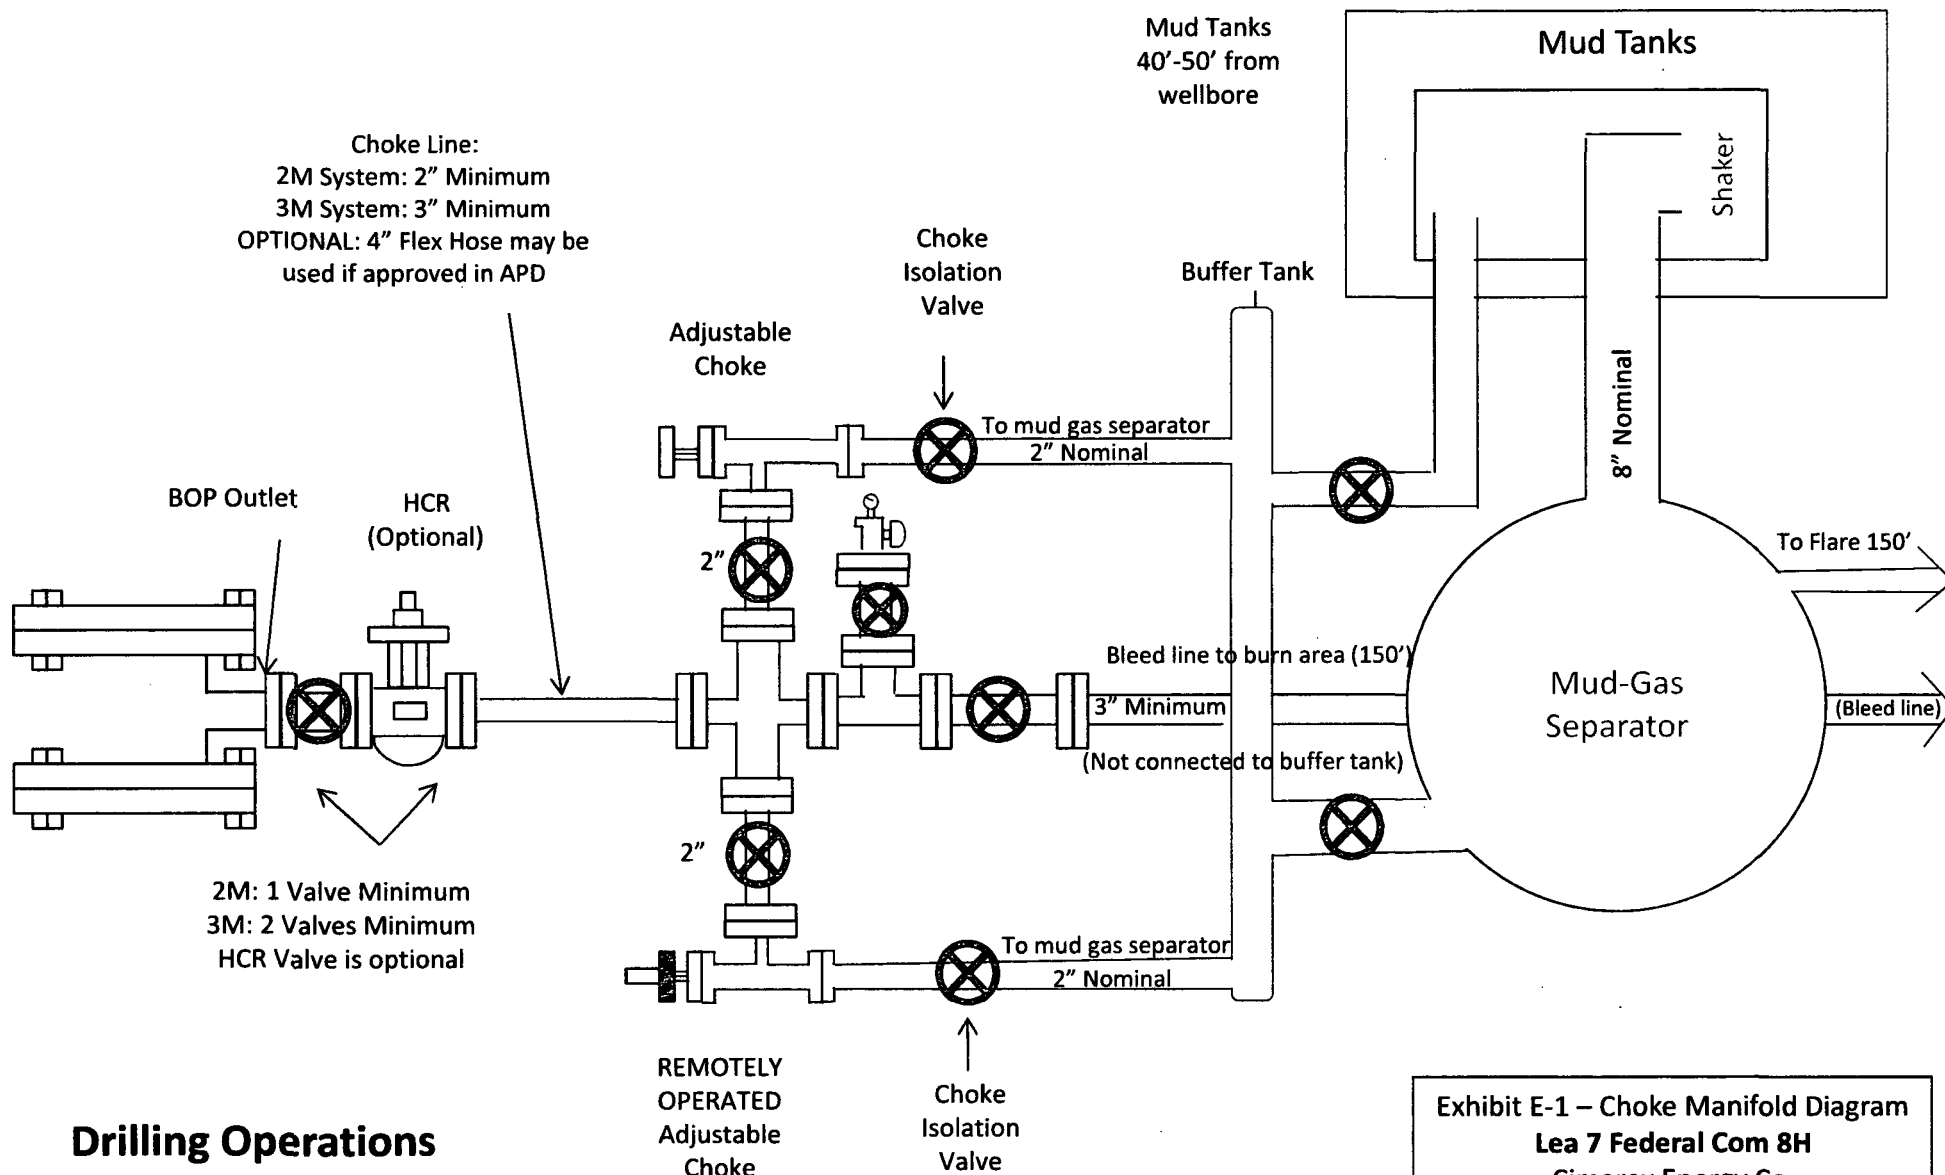 Mud Tanks
40'-50' from
wellbore
Mud Tanks
Shaker
Choke Line:
2M System: 2" Minimum
3M System: 3" Minimum
OPTIONAL: 4" Flex Hose may be
used if approved in APD
Choke
Isolation
Valve
Buffer Tank
Adjustable
Choke
8" Nominal
To mud gas separator
2" Nominal
BOP Outlet
HCR
(Optional)
2"
To Flare 150'
Bleed line to burn area (150')
3" Minimum
(Not connected to buffer tank)
Mud-Gas
Separator
(Bleed line)
2"
2M: 1 Valve Minimum
3M: 2 Valves Minimum
HCR Valve is optional
To mud gas separator
2" Nominal
REMOTELY
OPERATED
Adjustable
Choke
Choke
Isolation
Valve
Drilling Operations
Exhibit E-1 – Choke Manifold Diagram
Lea 7 Federal Com 8H
Cimarex Energy Co.